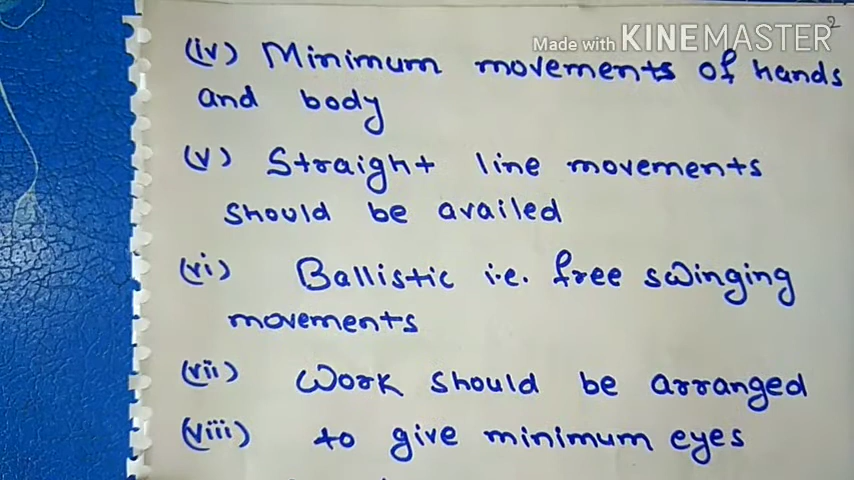 2
Made with KINEMASTER
(iv) Minimum movements of hands
and body
(v) Straight line movements
should be availed
(vi) Ballistic i.e. free swinging
movements
(vii) Work should be arranged
(viii) to give minimum eyes